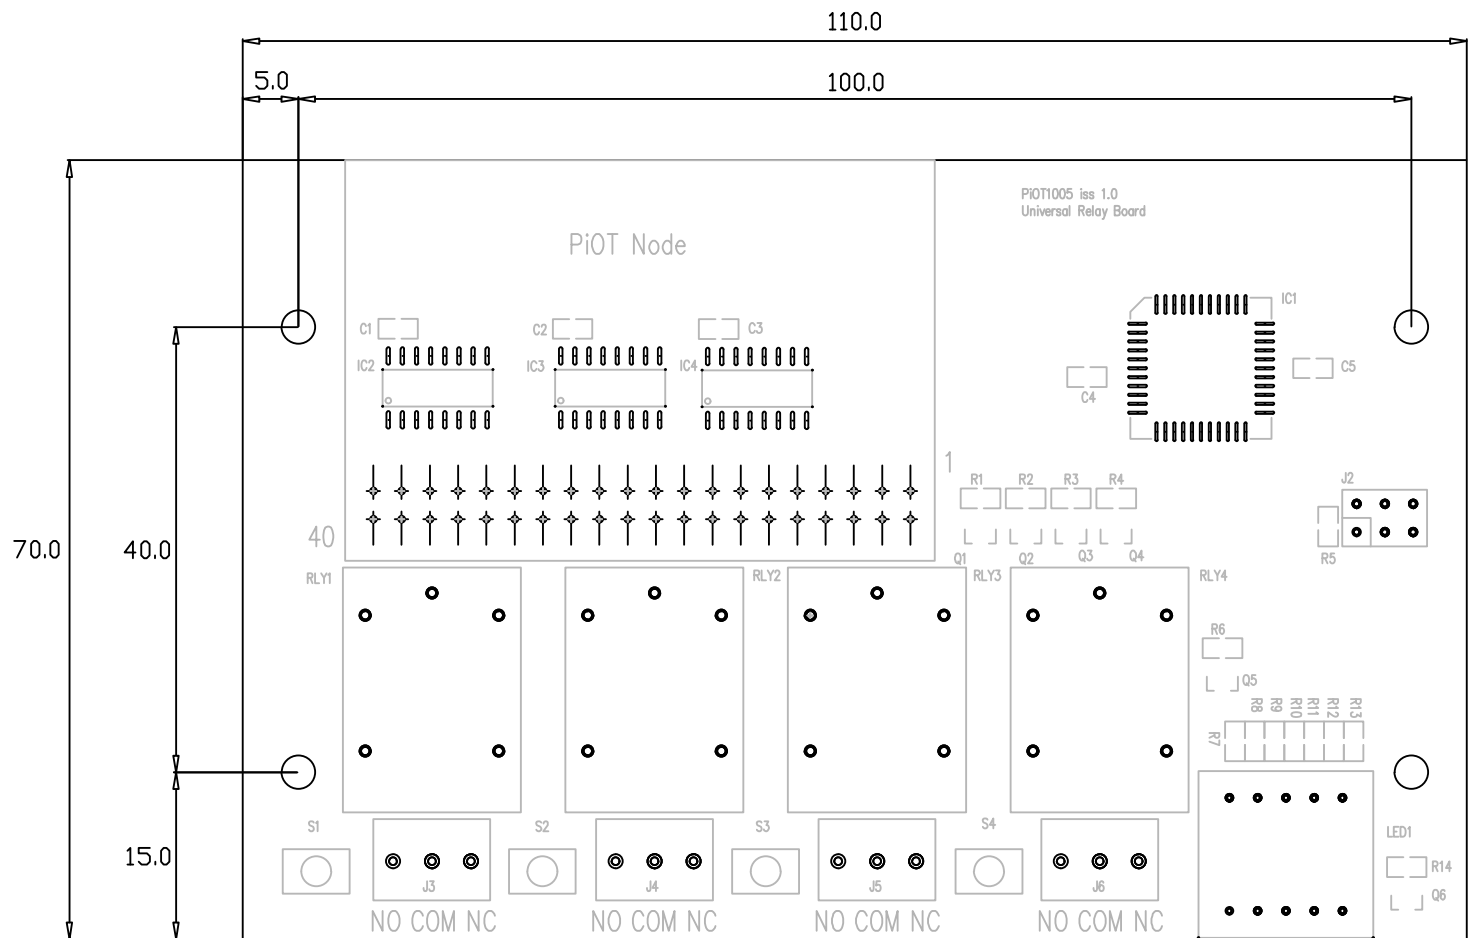 110.0
5.0
100.0
PiOT1005 iss 1.0
Universal Relay Board
PiOT Node
IC1
C1
C2
C3
IC2
IC3
IC4
C5
C4
1
R1
R2
R3
R4
J2
40
70.0
40.0
Q1
Q2
Q3
Q4
R5
RLY1
RLY2
RLY3
RLY4
R6
Q5
R7
R8
R9
R10
R11
R12
R13
S1
S2
S3
S4
LED1
15.0
J3
J4
J5
J6
R14
Q6
NO COM NC
NO COM NC
NO COM NC
NO COM NC